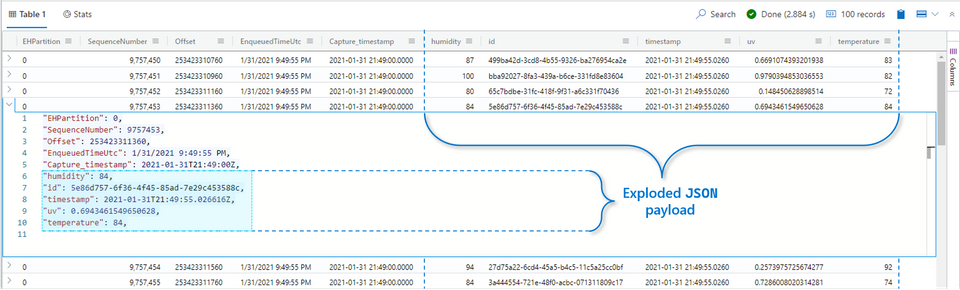 Table 1 Stats Search Done (2.884 s) 100 records
EHPartition SequenceNumber Offset EnqueuedTimeUtc Capture_timestamp humidity id timestamp uv temperature
0 9,757,450 253423310760 1/31/2021 9:49:55 PM 2021-01-31 21:49:00.0000 87 499ba42d-3cd8-4b55-9326-ba276954ca2e 2021-01-31 21:49:55.0260 0.6691074393201938 83
0 9,757,451 253423310960 1/31/2021 9:49:55 PM 2021-01-31 21:49:00.0000 100 bba92027-8fa3-439a-b6ce-331fd8e83604 2021-01-31 21:49:55.0260 0.9790394853036553 82
0 9,757,452 253423311160 1/31/2021 9:49:55 PM 2021-01-31 21:49:00.0000 80 65c7bdbe-31fc-418f-9f31-a6c331f70436 2021-01-31 21:49:55.0260 0.148450628898514 72
0 9,757,453 253423311360 1/31/2021 9:49:55 PM 2021-01-31 21:49:00.0000 84 5e86d757-6f36-4f45-85ad-7e29c453588c 2021-01-31 21:49:55.0260 0.6943461549650628 84
1 "EHPartition": 0,
2 "SequenceNumber": 9757453,
3 "Offset": 253423311360,
4 "EnqueuedTimeUtc": 1/31/2021 9:49:55 PM,
5 "Capture_timestamp": 2021-01-31T21:49:00Z,
6 "humidity": 84,
7 "id": 5e86d757-6f36-4f45-85ad-7e29c453588c,
8 "timestamp": 2021-01-31T21:49:55.026616Z,
9 "uv": 0.6943461549650628,
10 "temperature": 84,
11
Exploded JSON
payload
0 9,757,454 253423311560 1/31/2021 9:49:55 PM 2021-01-31 21:49:00.0000 94 27d75a22-6cd4-45a5-b4c5-11c5a25cc0bf 2021-01-31 21:49:55.0260 0.2573975725674277 92
0 9,757,455 253423311760 1/31/2021 9:49:55 PM 2021-01-31 21:49:00.0000 84 3a444554-721e-48f0-acbc-071311809c17 2021-01-31 21:49:55.0260 0.7286008020314281 74
Columns